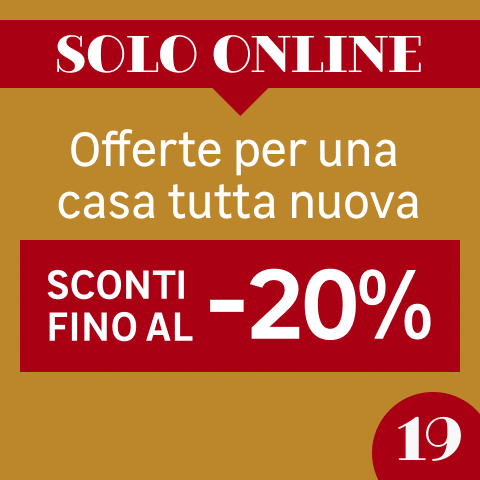 SOLO ONLINE
Offerte per una
casa tutta nuova
SCONTI
FINO AL -20%
19